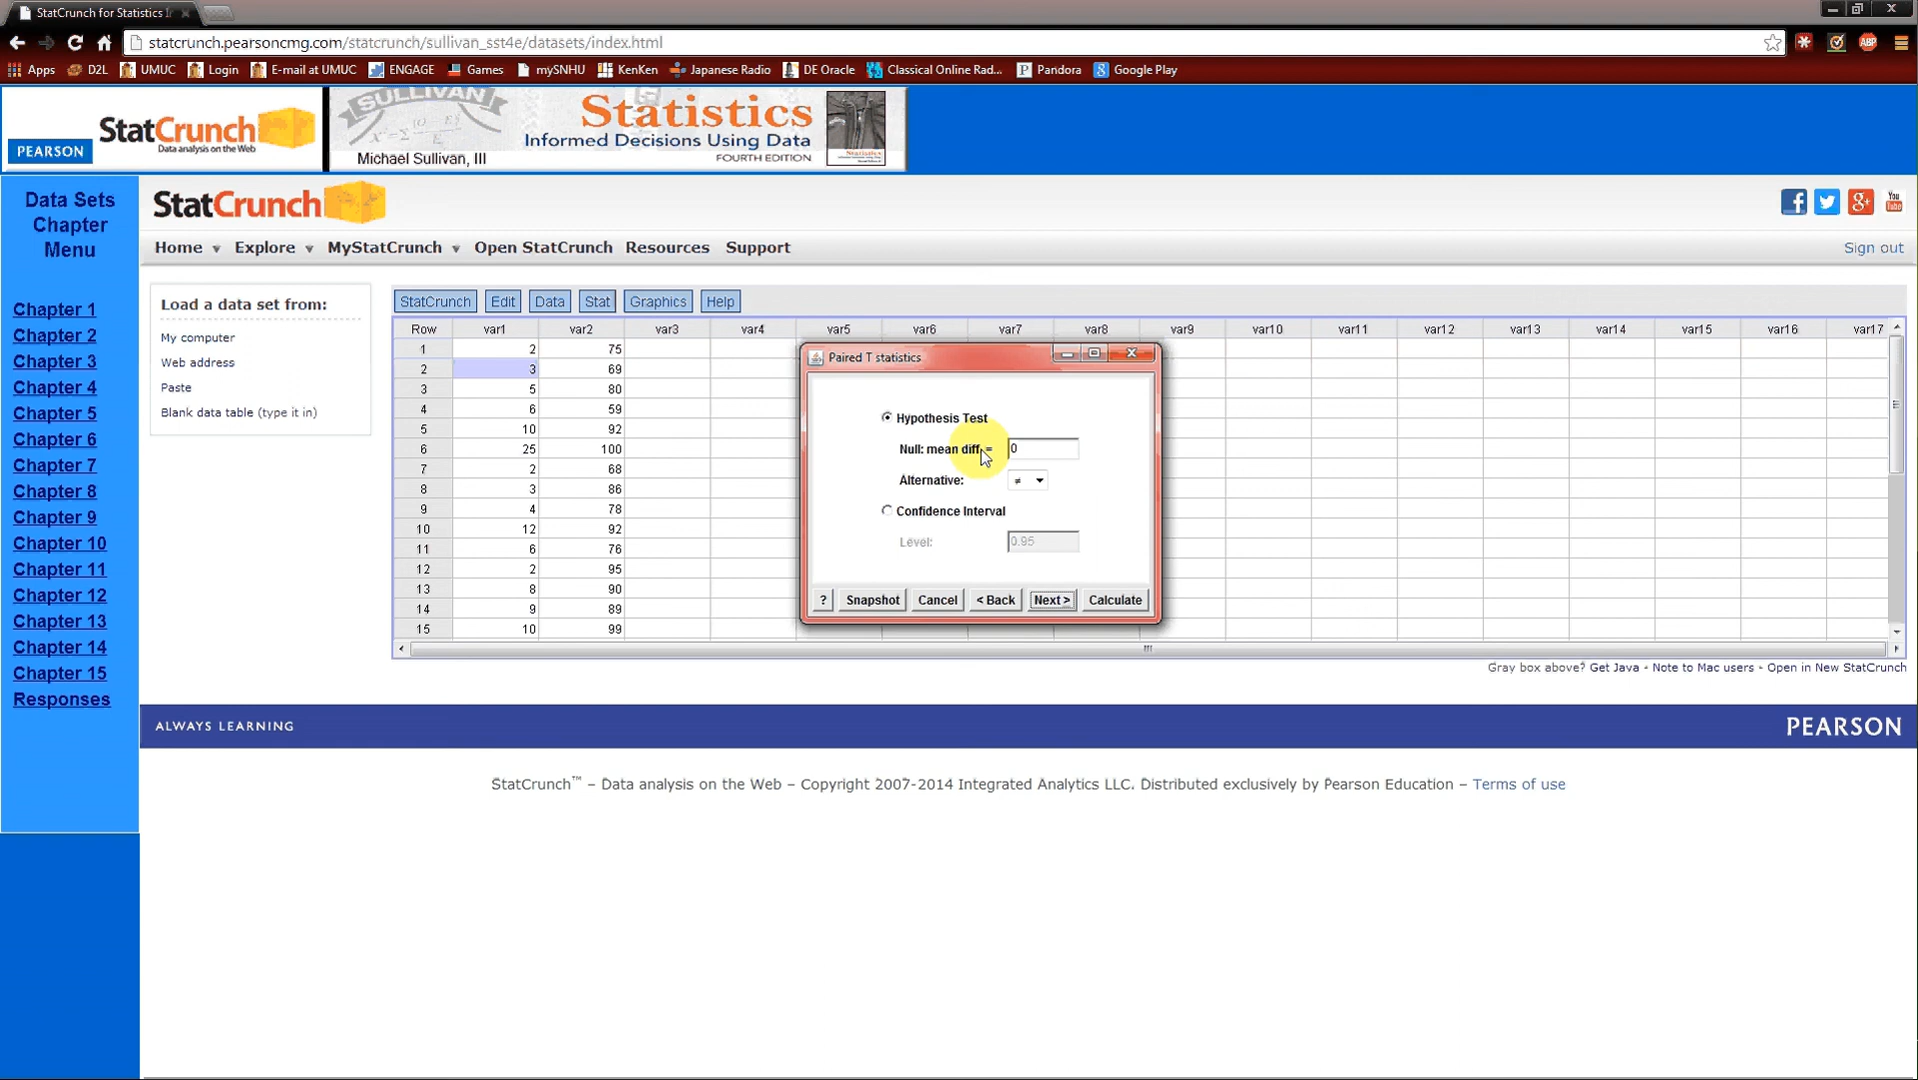 StatCrunch for Statistics I
statcrunch.pearsoncmg.com/statcrunch/sullivan_sst4e/datasets/index.html
Apps D2L UMUC Login E-mail at UMUC ENGAGE Games mySNHU KenKen Japanese Radio DE Oracle Classical Online Rad... Pandora Google Play
PEARSON StatCrunch
Data analysis on the Web
SULLIVAN
Statistics
Informed Decisions Using Data
FOURTH EDITION
Michael Sullivan, III
Data Sets
Chapter
Menu
Chapter 1
Chapter 2
Chapter 3
Chapter 4
Chapter 5
Chapter 6
Chapter 7
Chapter 8
Chapter 9
Chapter 10
Chapter 11
Chapter 12
Chapter 13
Chapter 14
Chapter 15
Responses
StatCrunch
Home Explore MyStatCrunch Open StatCrunch Resources Support Sign out
Load a data set from:
My computer
Web address
Paste
Blank data table (type it in)
StatCrunch Edit Data Stat Graphics Help
Row var1 var2 var3 var4 var5 var6 var7 var8 var9 var10 var11 var12 var13 var14 var15 var16 var17
1 2 75
2 3 69
3 5 80
4 6 59
5 10 92
6 25 100
7 2 68
8 3 86
9 4 78
10 12 92
11 6 76
12 2 95
13 8 90
14 9 89
15 10 99
Paired T statistics
Hypothesis Test
Null: mean diff. = 0
Alternative: ≠
Confidence Interval
Level: 0.95
? Snapshot Cancel < Back Next > Calculate
Gray box above? Get Java - Note to Mac users - Open in New StatCrunch
ALWAYS LEARNING PEARSON
StatCrunch™ – Data analysis on the Web – Copyright 2007-2014 Integrated Analytics LLC. Distributed exclusively by Pearson Education – Terms of use